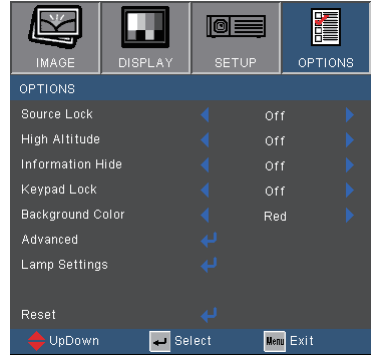 IMAGE DISPLAY SETUP OPTIONS
OPTIONS
Source Lock Off
High Altitude Off
Information Hide Off
Keypad Lock Off
Background Color Red
Advanced
Lamp Settings
Reset
UpDown Select Menu Exit